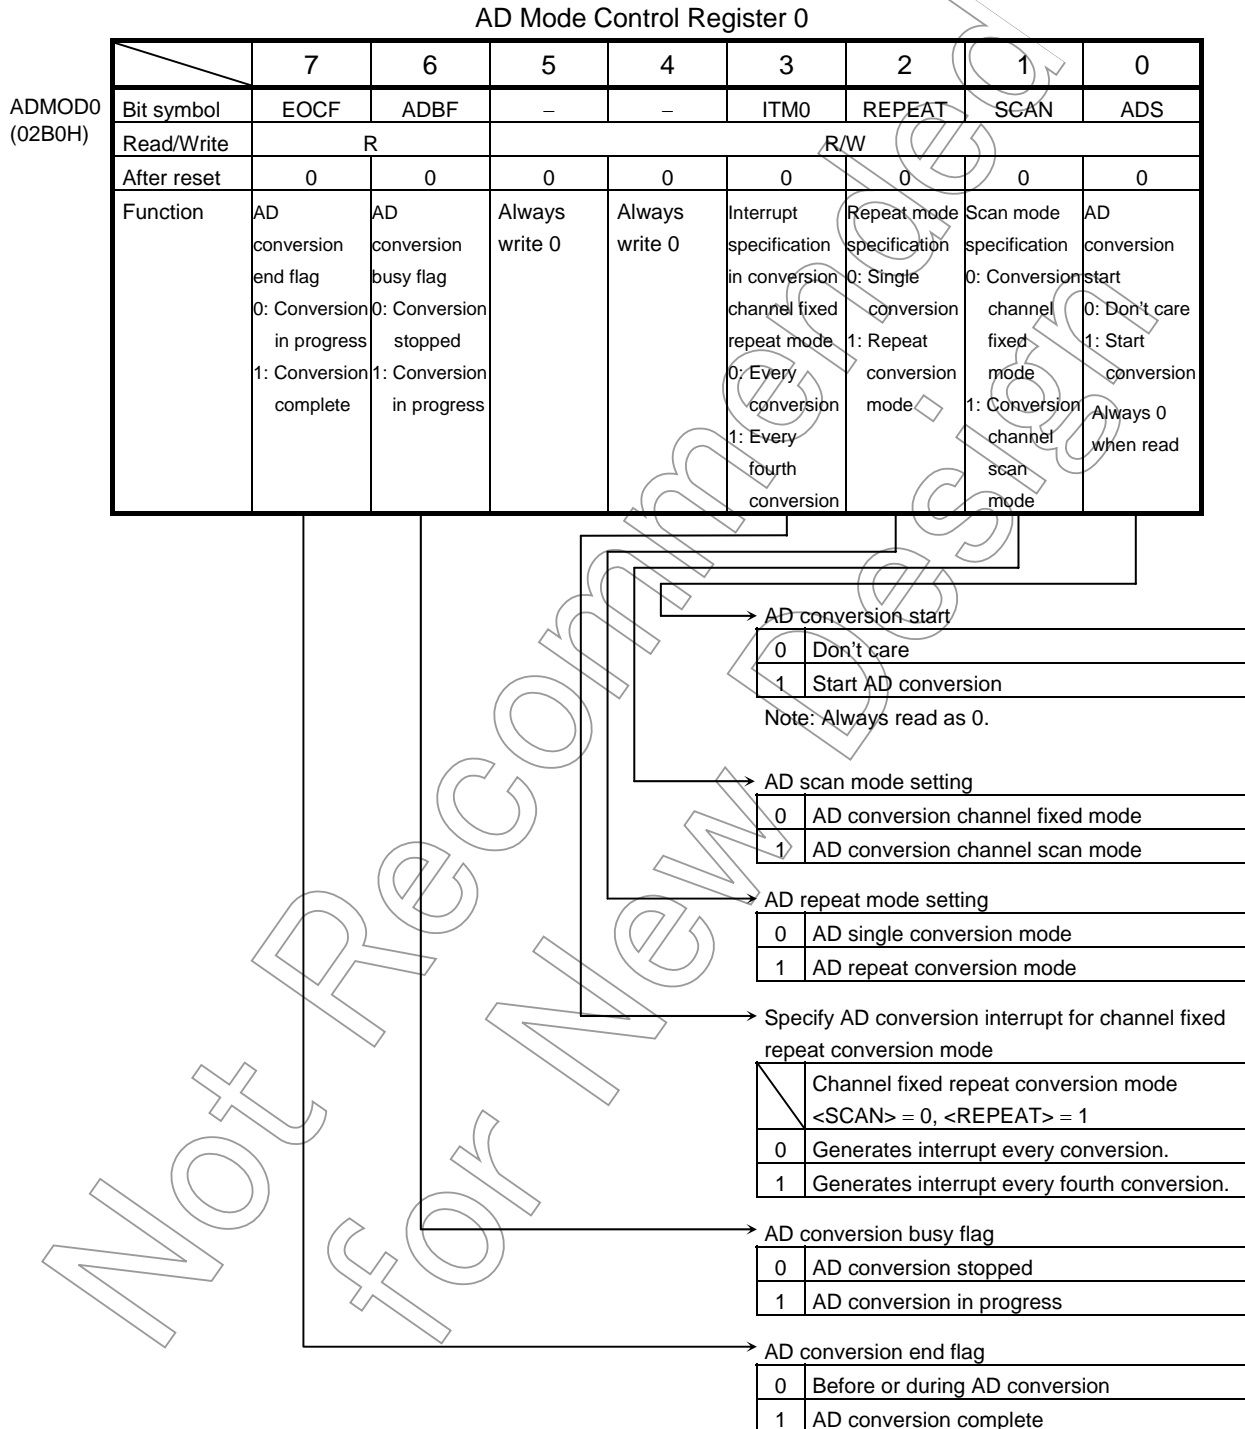 AD Mode Control Register 0
7 6 5 4 3 2 1 0
ADMOD0
(02B0H)
Bit symbol EOCF ADBF – – ITM0 REPEAT SCAN ADS
Read/Write R R/W
After reset 0 0 0 0 0 0 0 0
Function
AD
conversion
end flag
0: Conversion
in progress
1: Conversion
complete
AD
conversion
busy flag
0: Conversion
stopped
1: Conversion
in progress
Always
write 0
Always
write 0
Interrupt
specification
in conversion
channel fixed
repeat mode
0: Every
conversion
1: Every
fourth
conversion
Repeat mode
specification
0: Single
conversion
1: Repeat
conversion
mode
Scan mode
specification
0: Conversion
channel
fixed
mode
1: Conversion
channel
scan
mode
AD
conversion
start
0: Don't care
1: Start
conversion
Always 0
when read
AD conversion start
0 Don't care
1 Start AD conversion
Note: Always read as 0.
AD scan mode setting
0 AD conversion channel fixed mode
1 AD conversion channel scan mode
AD repeat mode setting
0 AD single conversion mode
1 AD repeat conversion mode
Specify AD conversion interrupt for channel fixed
repeat conversion mode
Channel fixed repeat conversion mode
<SCAN> = 0, <REPEAT> = 1
0 Generates interrupt every conversion.
1 Generates interrupt every fourth conversion.
AD conversion busy flag
0 AD conversion stopped
1 AD conversion in progress
AD conversion end flag
0 Before or during AD conversion
1 AD conversion complete
Not Recommended
for New Design